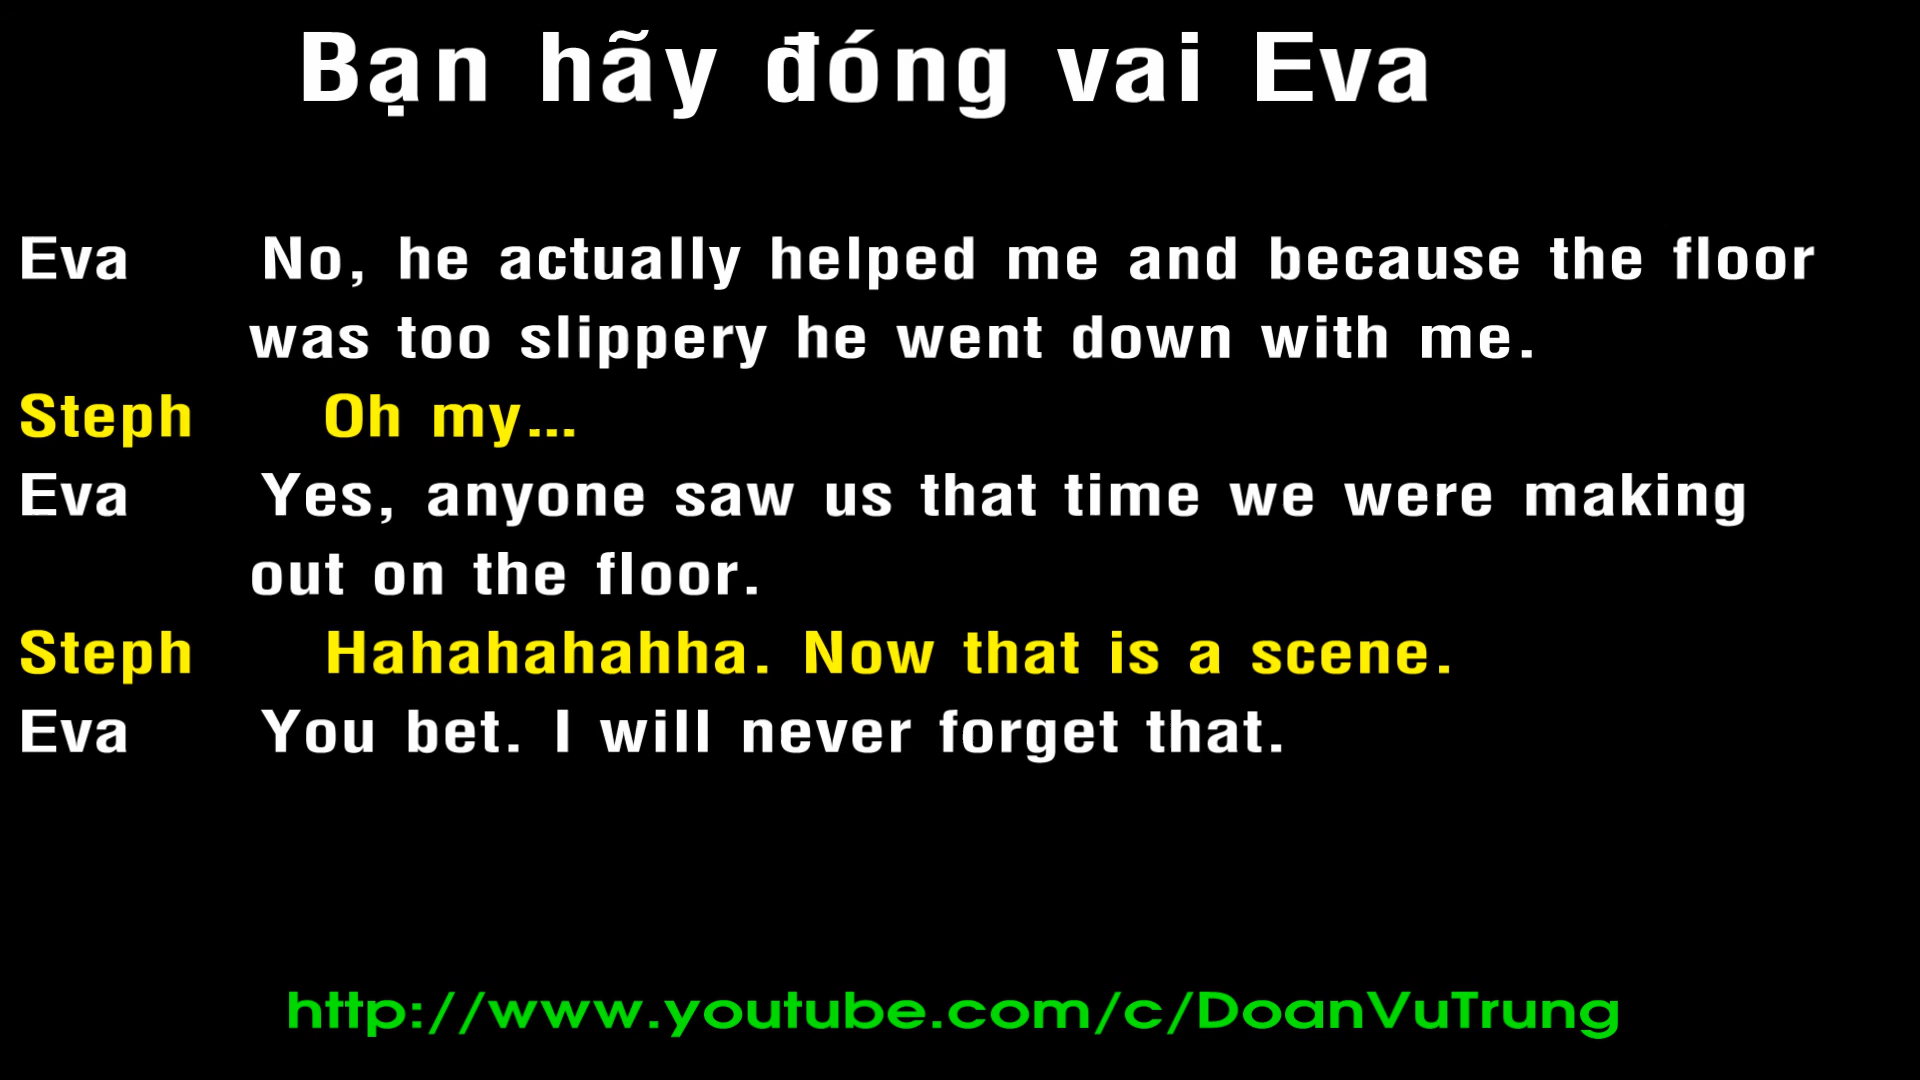 Bạn hãy đóng vai Eva
Eva No, he actually helped me and because the floor
was too slippery he went down with me.
Steph Oh my...
Eva Yes, anyone saw us that time we were making
out on the floor.
Steph Hahahahahha. Now that is a scene.
Eva You bet. I will never forget that.
http://www.youtube.com/c/DoanVuTrung